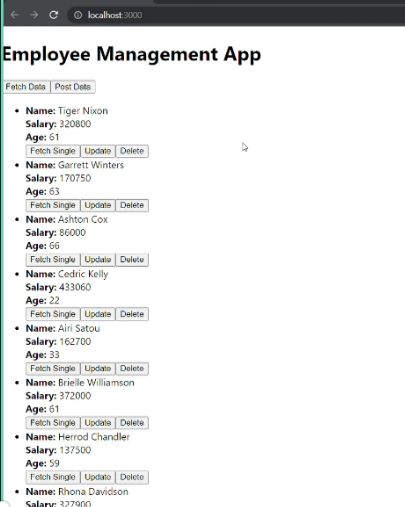 localhost:3000
Employee Management App
Fetch Data Post Data
Name: Tiger Nixon
Salary: 320800
Age: 61
Fetch Single Update Delete
Name: Garrett Winters
Salary: 170750
Age: 63
Fetch Single Update Delete
Name: Ashton Cox
Salary: 86000
Age: 66
Fetch Single Update Delete
Name: Cedric Kelly
Salary: 433060
Age: 22
Fetch Single Update Delete
Name: Airi Satou
Salary: 162700
Age: 33
Fetch Single Update Delete
Name: Brielle Williamson
Salary: 372000
Age: 61
Fetch Single Update Delete
Name: Herrod Chandler
Salary: 137500
Age: 59
Fetch Single Update Delete
Name: Rhona Davidson
Salary: 327900